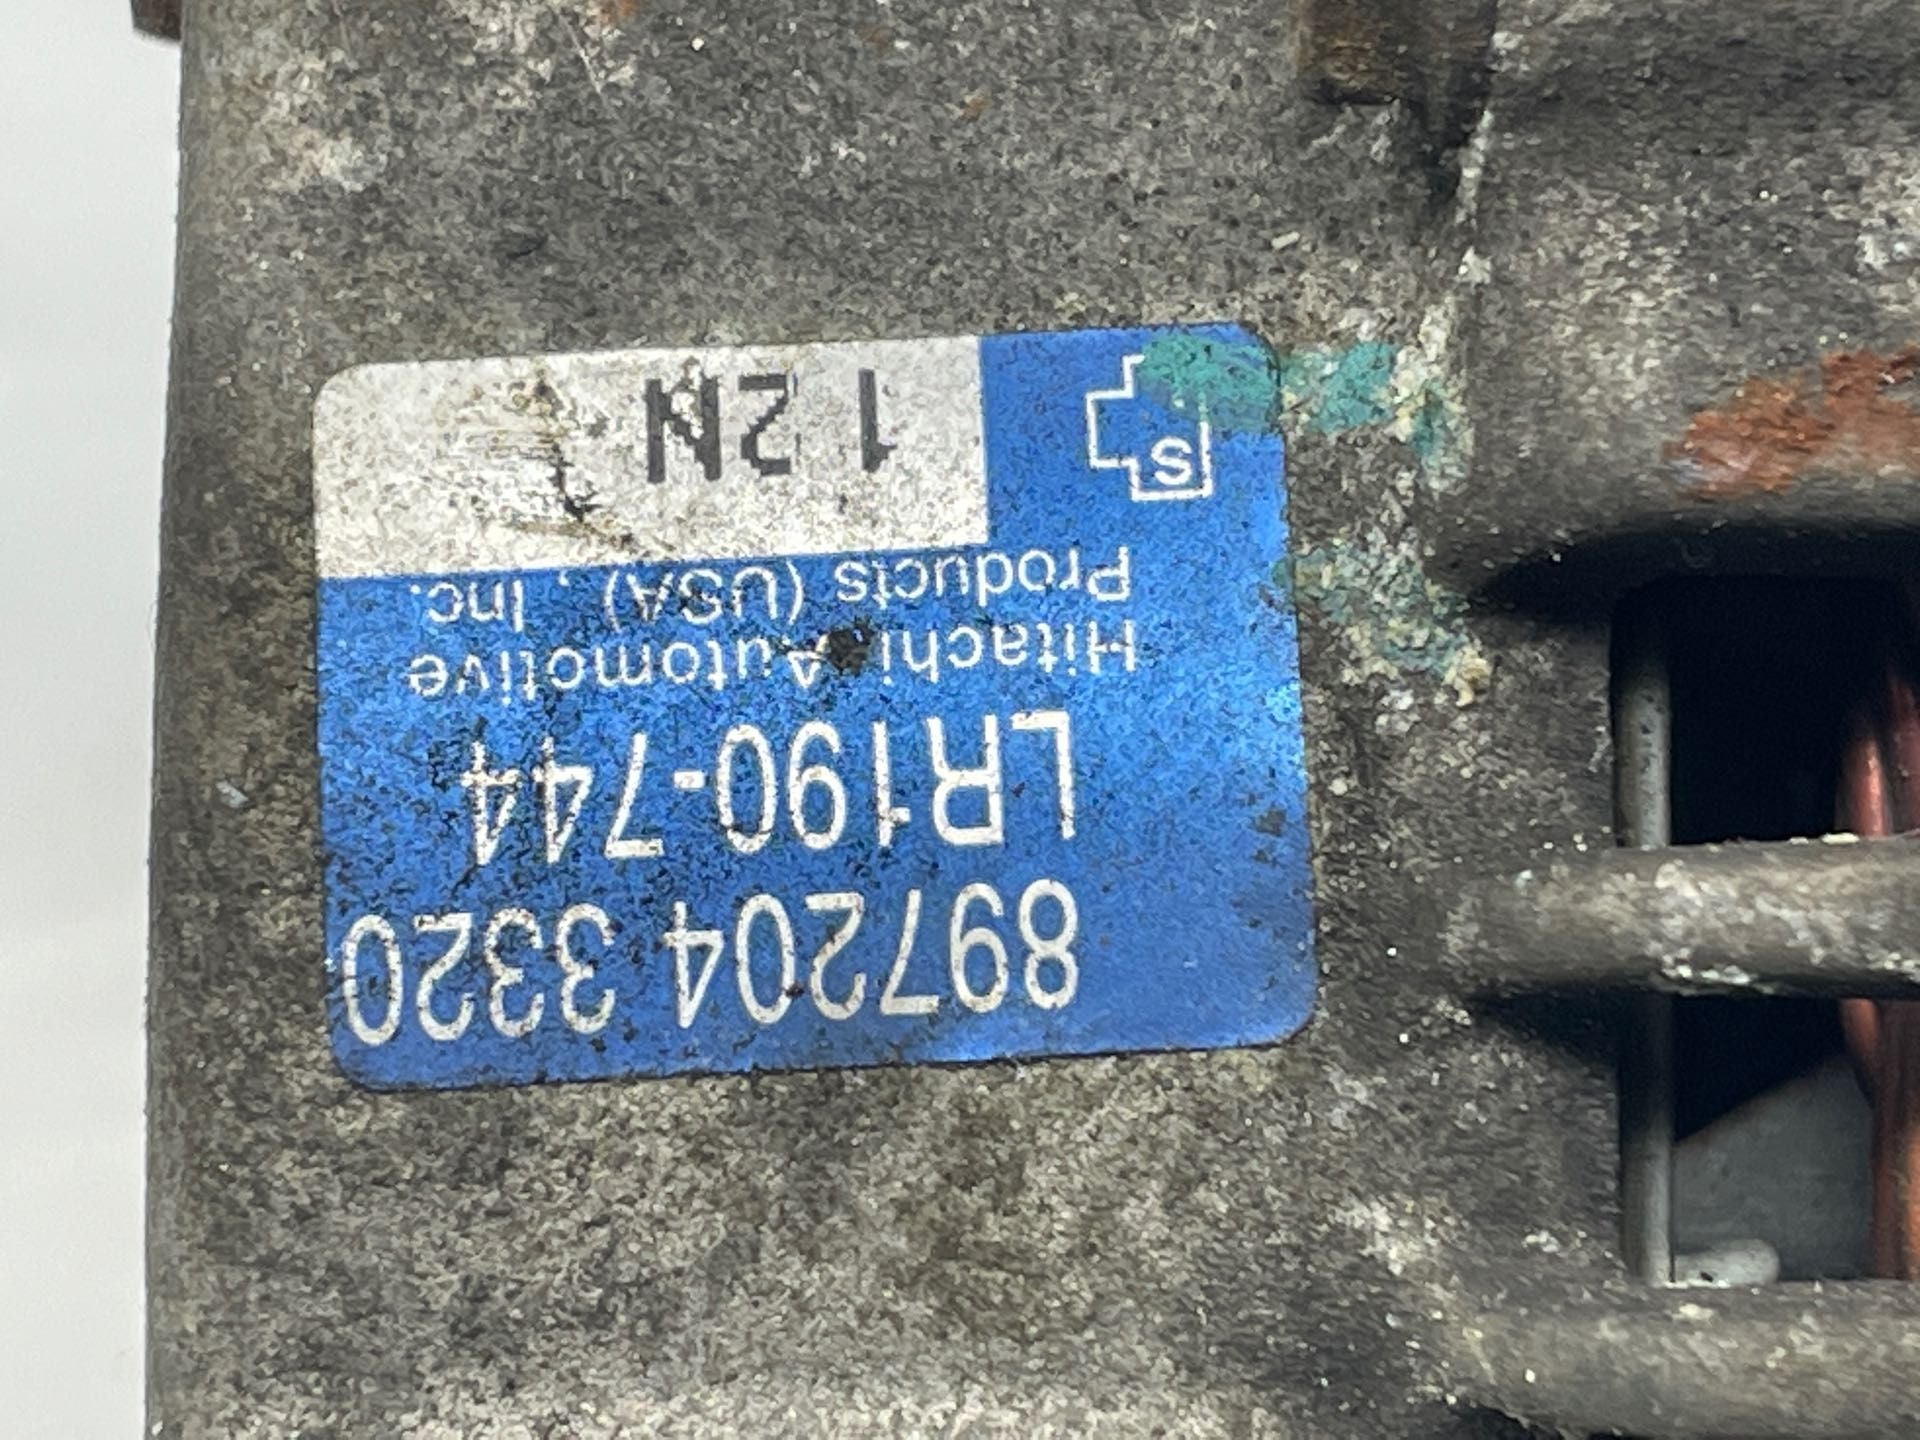 897204 3320
LR190-744
Hitachi Automotive
Products (USA), Inc.
S
1 2N